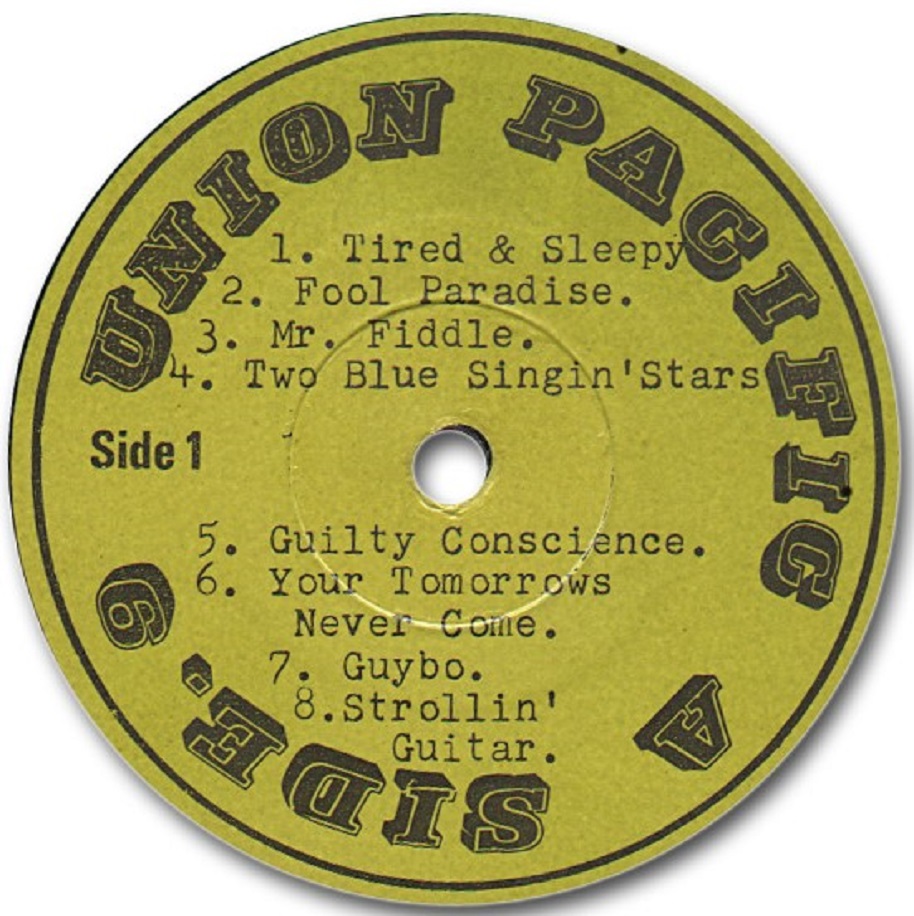 UNION PACIFIC
1. Tired & Sleepy
2. Fool Paradise.
3. Mr. Fiddle.
4. Two Blue Singin'Stars
Side 1
5. Guilty Conscience.
6. Your Tomorrows
Never Come.
7. Guybo.
8.Strollin'
Guitar.
A SIDE. 6